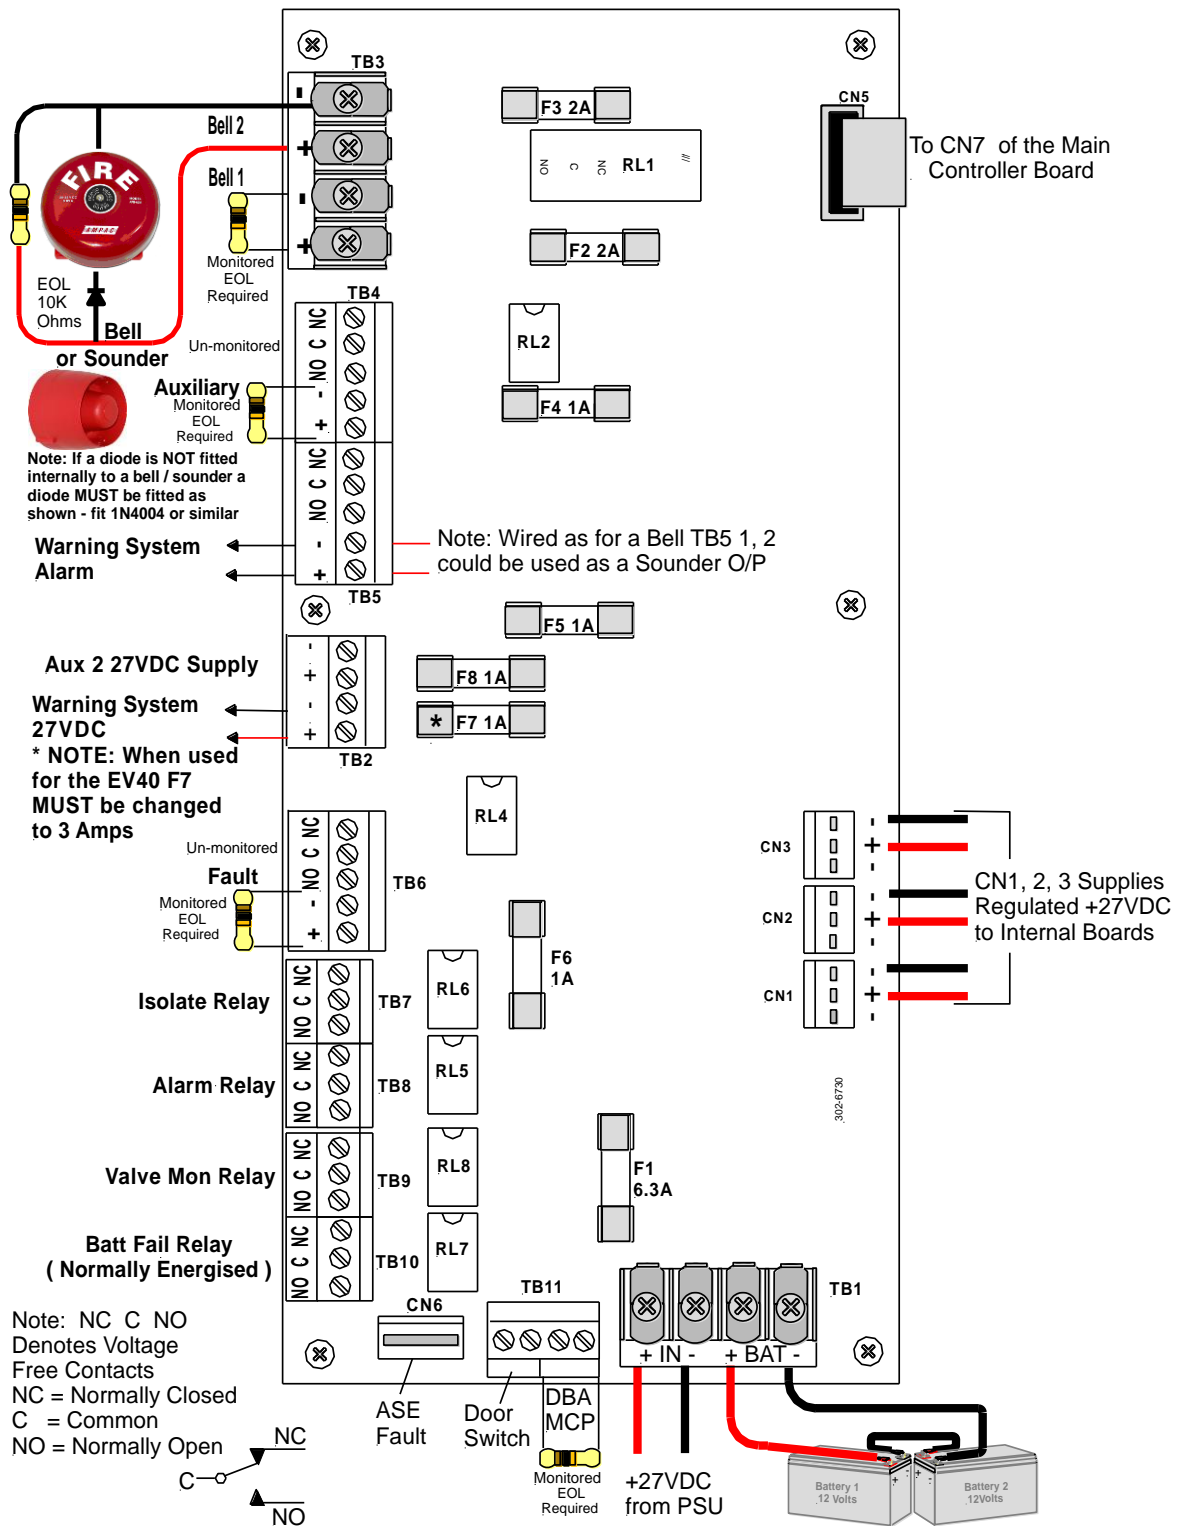 TB3
TB1
F3 2A
CN5
Bell 2
-
+
NO C NC RL1
To CN7 of the Main
Controller Board
FIRE
AMPAC
Bell 1
-
+
F2 2A
Monitored
EOL
Required
EOL
10K
Ohms
Bell
or Sounder
TB4
Un-monitored
NO C NC
RL2
Auxiliary
-
+
F4 1A
Monitored
EOL
Required
Note: If a diode is NOT fitted
internally to a bell / sounder a
diode MUST be fitted as
shown - fit 1N4004 or similar
NO C NC
Warning System
Alarm
-
+
Note: Wired as for a Bell TB5 1, 2
could be used as a Sounder O/P
TB5
F5 1A
Aux 2 27VDC Supply
-
+
F8 1A
Warning System
27VDC
-
+
* F7 1A
TB2
* NOTE: When used
for the EV40 F7
MUST be changed
to 3 Amps
RL4
Un-monitored
NO C NC
Fault
-
+
TB6
Monitored
EOL
Required
CN3
-
+
-
CN2
-
+
-
CN1
-
+
-
CN1, 2, 3 Supplies
Regulated +27VDC
to Internal Boards
F6
1A
Isolate Relay
NO C NC
TB7
RL6
Alarm Relay
NO C NC
TB8
RL5
302-6730
Valve Mon Relay
NO C NC
TB9
RL8
F1
6.3A
Batt Fail Relay
( Normally Energised )
NO C NC
TB10
RL7
CN6
TB11
TB1
+ IN - + BAT -
Note: NC C NO
Denotes Voltage
Free Contacts
NC = Normally Closed
C = Common
NO = Normally Open
NC
C
NO
ASE
Fault
Door
Switch
DBA
MCP
Monitored
EOL
Required
+27VDC
from PSU
Battery 1
12 Volts
- +
Battery 2
12Volts
+ -